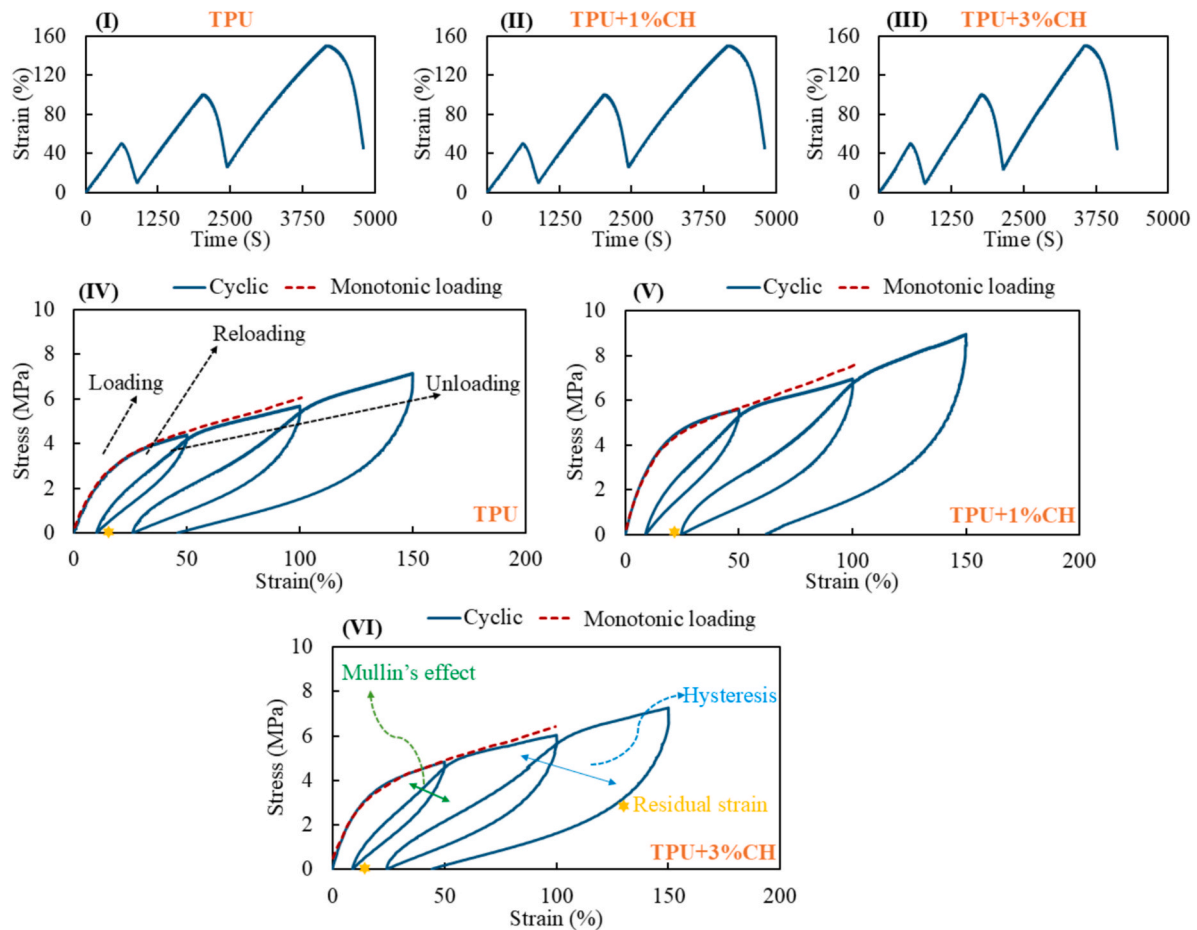 (I) TPU
(II) TPU+1%CH
(III) TPU+3%CH
Strain (%)
160
120
80
40
0
0 1250 2500 3750 5000
Time (S)
Strain (%)
160
120
80
40
0
0 1250 2500 3750 5000
Time (S)
Strain (%)
160
120
80
40
0
0 1250 2500 3750 5000
Time (S)
(IV) Cyclic Monotonic loading
Stress (MPa)
10
8
6
4
2
0
Reloading
Loading
Unloading
TPU
0 50 100 150 200
Strain(%)
(V) Cyclic Monotonic loading
Stress (MPa)
10
8
6
4
2
0
TPU+1%CH
0 50 100 150 200
Strain (%)
(VI) Cyclic Monotonic loading
Stress (MPa)
10
8
6
4
2
0
Mullin's effect
Hysteresis
Residual strain
TPU+3%CH
0 50 100 150 200
Strain (%)